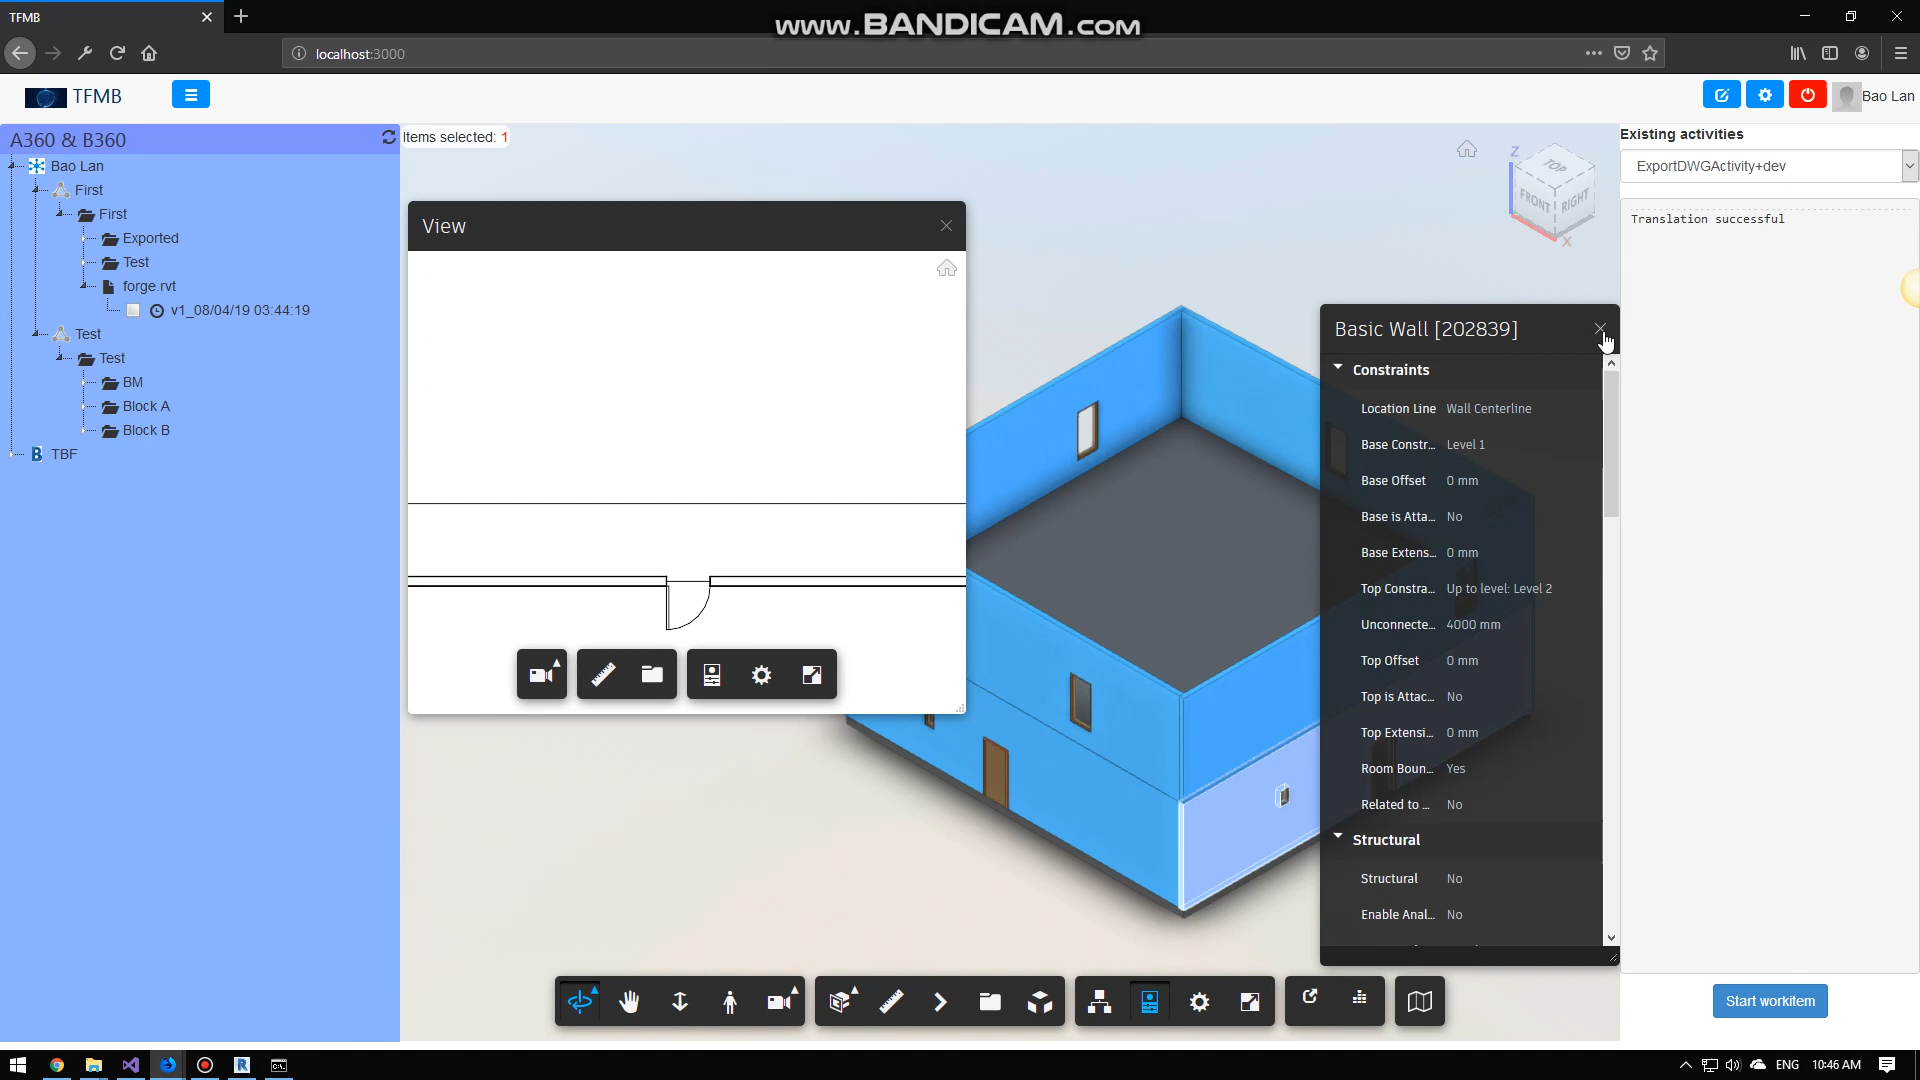 TFMB
www.BANDICAM.com
localhost:3000
TFMB
Bao Lan
A360 & B360
Bao Lan
First
First
Exported
Test
forge.rvt
v1_08/04/19 03:44:19
Test
Test
BM
Block A
Block B
TBF
Items selected: 1
View
Z
TOP
FRONT
RIGHT
X
Basic Wall [202839]
Constraints
Location Line Wall Centerline
Base Constr... Level 1
Base Offset 0 mm
Base is Atta... No
Base Extens... 0 mm
Top Constra... Up to level: Level 2
Unconnecte... 4000 mm
Top Offset 0 mm
Top is Attac... No
Top Extensi... 0 mm
Room Boun... Yes
Related to ... No
Structural
Structural No
Enable Anal... No
Existing activities
ExportDWGActivity+dev
Translation successful
Start workitem
ENG
10:46 AM